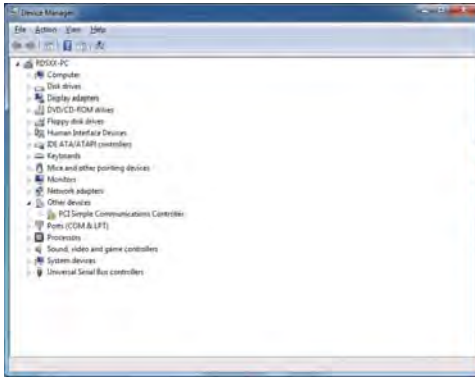 Device Manager
File Action View Help
RDSXX-PC
Computer
Disk drives
Display adapters
DVD/CD-ROM drives
Floppy disk drives
Human Interface Devices
IDE ATA/ATAPI controllers
Keyboards
Mice and other pointing devices
Monitors
Network adapters
Other devices
PCI Simple Communications Controller
Ports (COM & LPT)
Processors
Sound, video and game controllers
System devices
Universal Serial Bus controllers